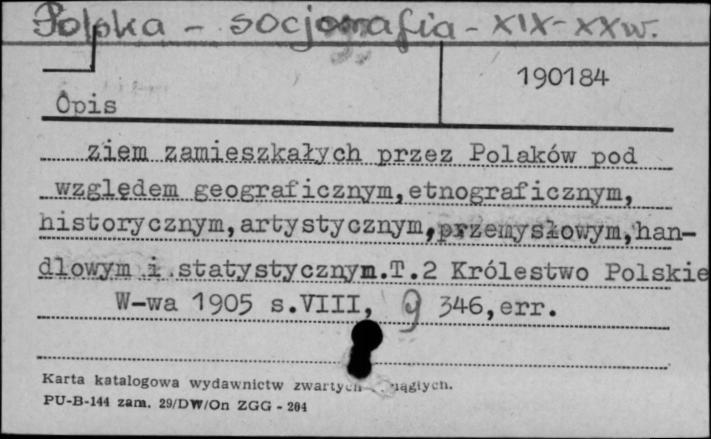 Polska - socjografia - XIX-XXw.
190184
Opis
ziem zamieszkałych przez Polaków pod
względem geograficznym,etnograficznym,
historycznym,artystycznym,przemysłowym,han-
dlowym i statystycznym.T.2 Królestwo Polskie
W-wa 1905 s.VIII, 346,err.
Karta katalogowa wydawnictw
PU-B-144 zam. 29/DW/On ZGG - 204